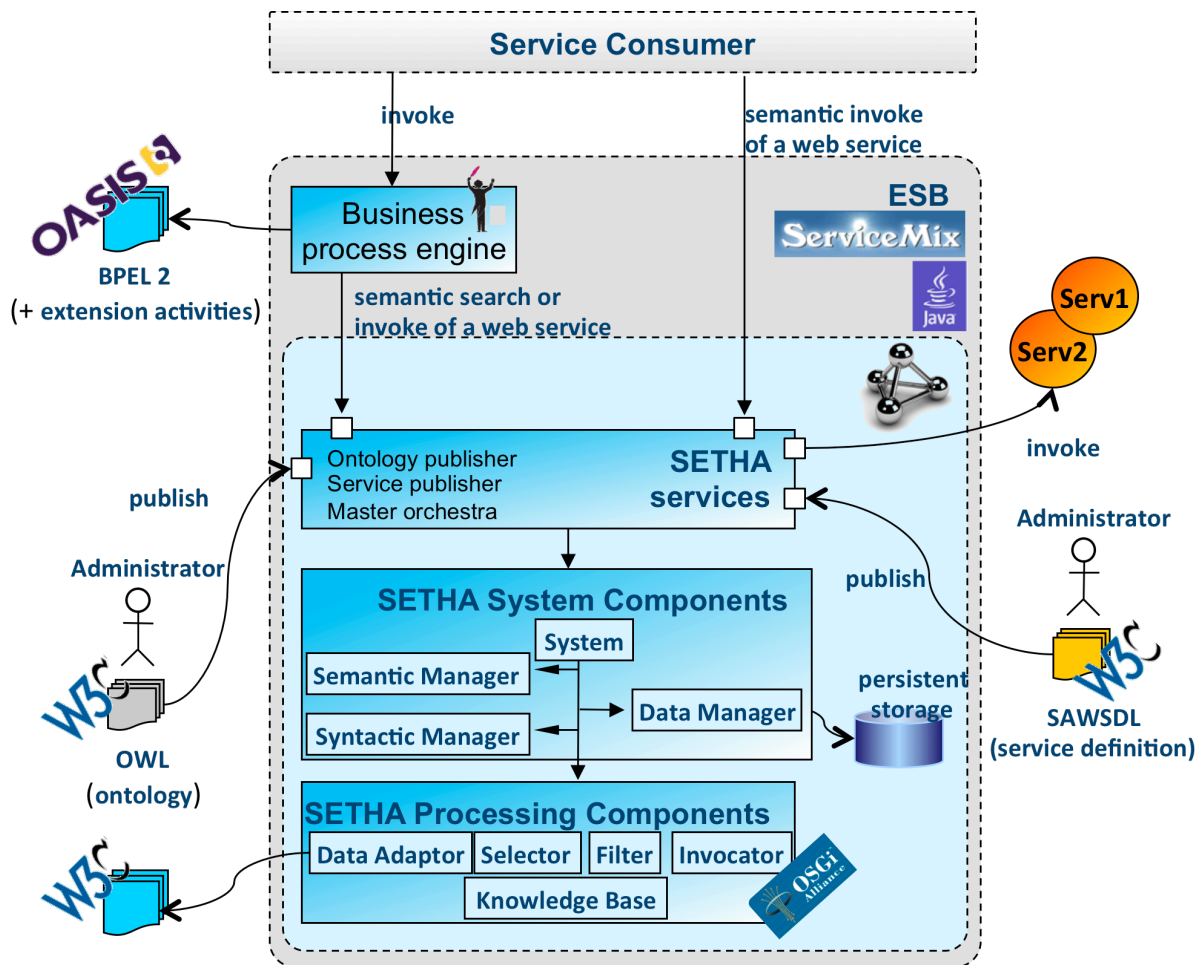 Service Consumer
invoke
semantic invoke
of a web service
OASIS
ESB
ServiceMix
Business
process engine
Java
BPEL 2
(+ extension activities)
semantic search or
invoke of a web service
Serv1
Serv2
invoke
Ontology publisher
Service publisher
Master orchestra
SETHA
services
publish
Administrator
Administrator
publish
SETHA System Components
System
Semantic Manager
Data Manager
Syntactic Manager
persistent
storage
W3C
OWL
(ontology)
W3C
SAWSDL
(service definition)
SETHA Processing Components
Data Adaptor
Selector
Filter
Invocator
Knowledge Base
OSGi
Alliance
W3C